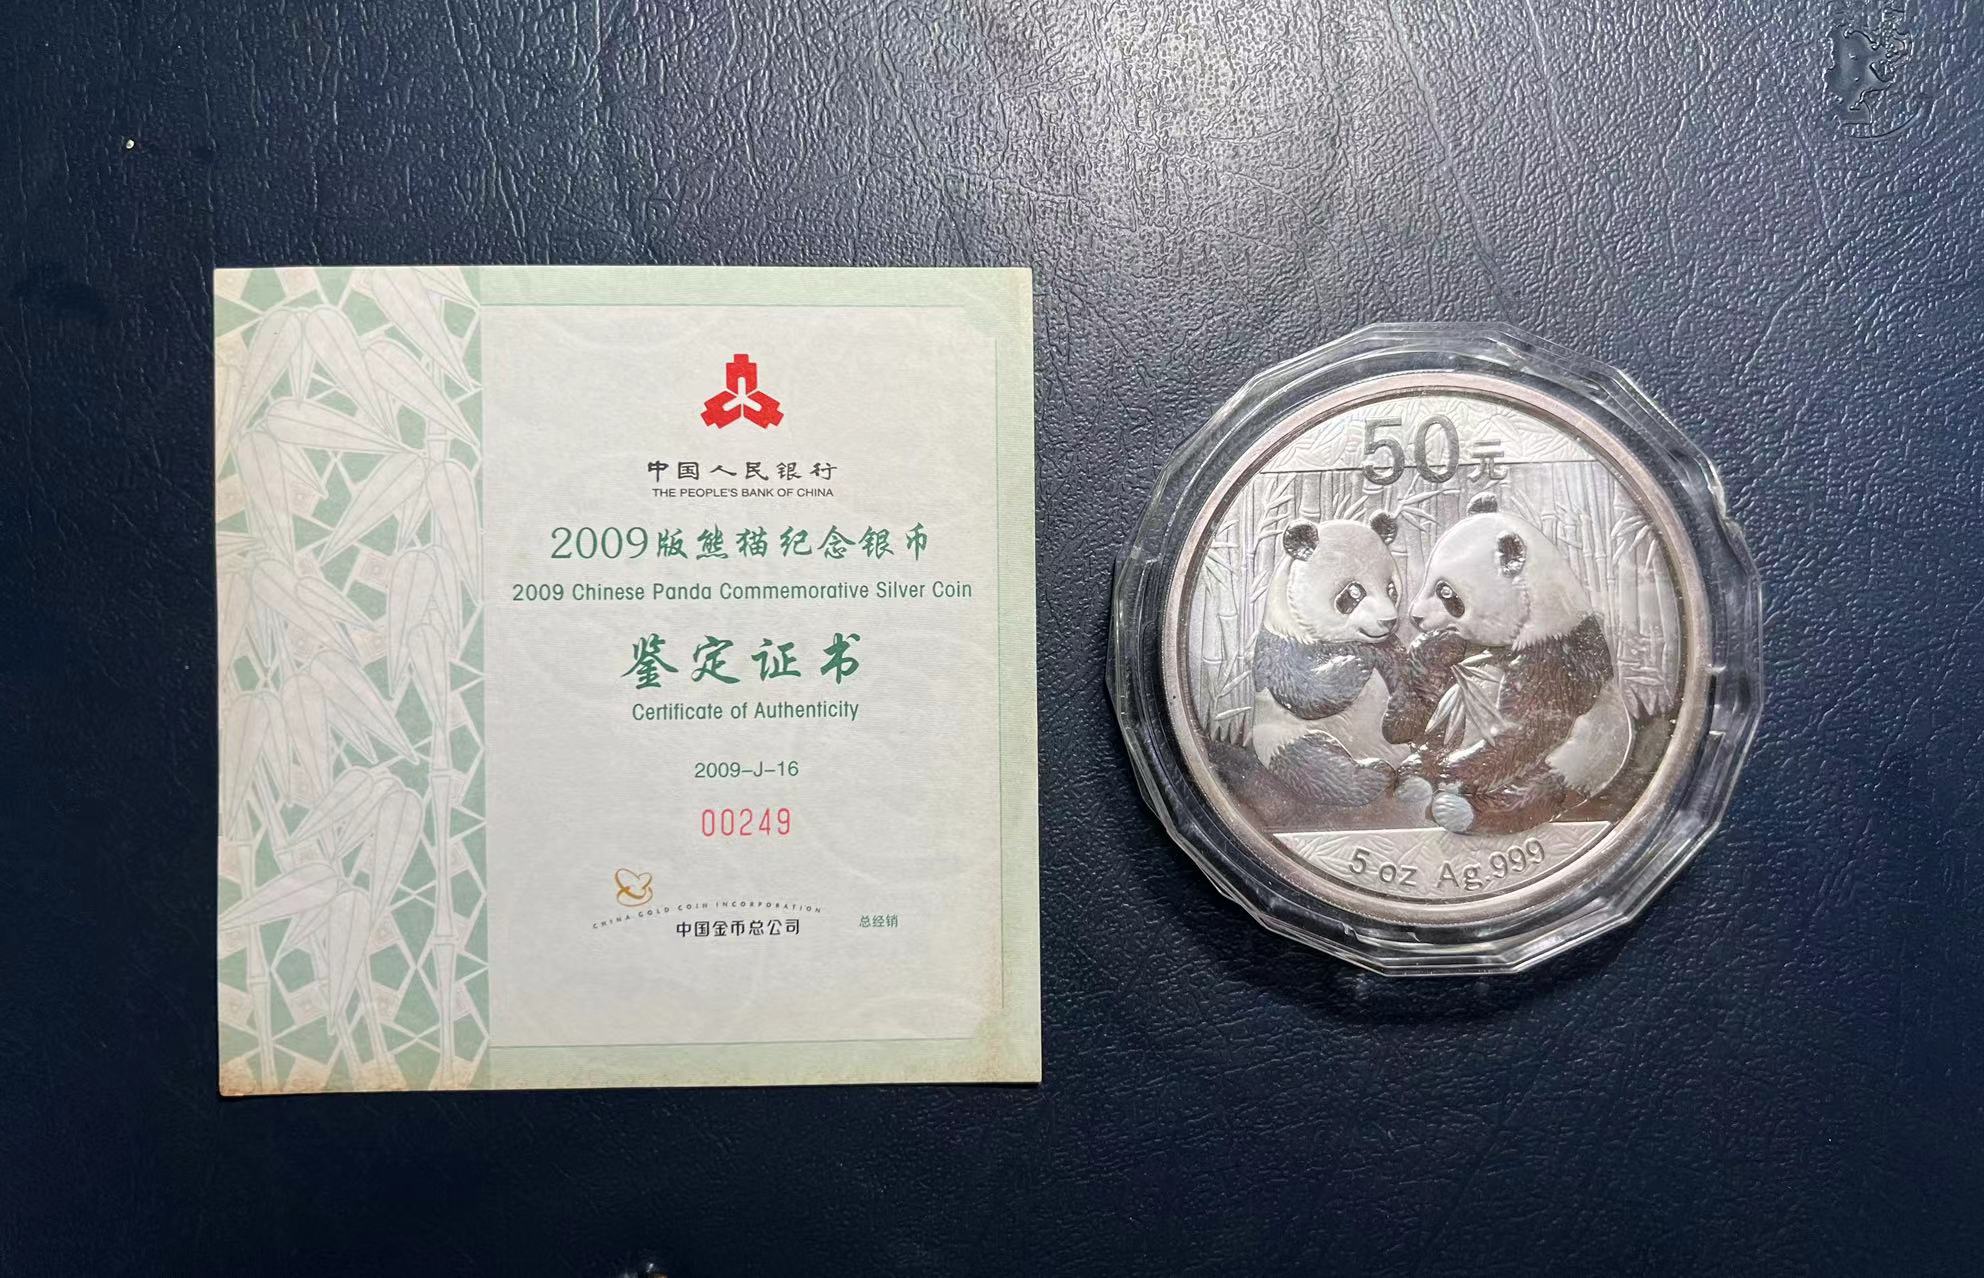 中国人民银行
THE PEOPLE'S BANK OF CHINA
2009版熊猫纪念银币
2009 Chinese Panda Commemorative Silver Coin
鉴定证书
Certificate of Authenticity
2009-J-16
00249
CHINA GOLD COIN INCORPORATION
中国金币总公司 总经销
50元
5 oz Ag.999